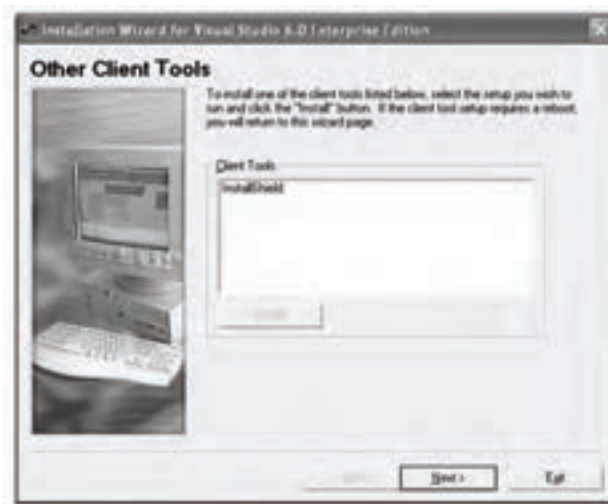 Installation Wizard for Visual Studio 6.0 Enterprise Edition
Other Client Tools
To install one of the client tools listed below, select the setup you wish to
run and click the "Install" button. If the client tool setup requires a reboot,
you will return to this wizard page.
Client Tools
InstallShield
Next >
Exit